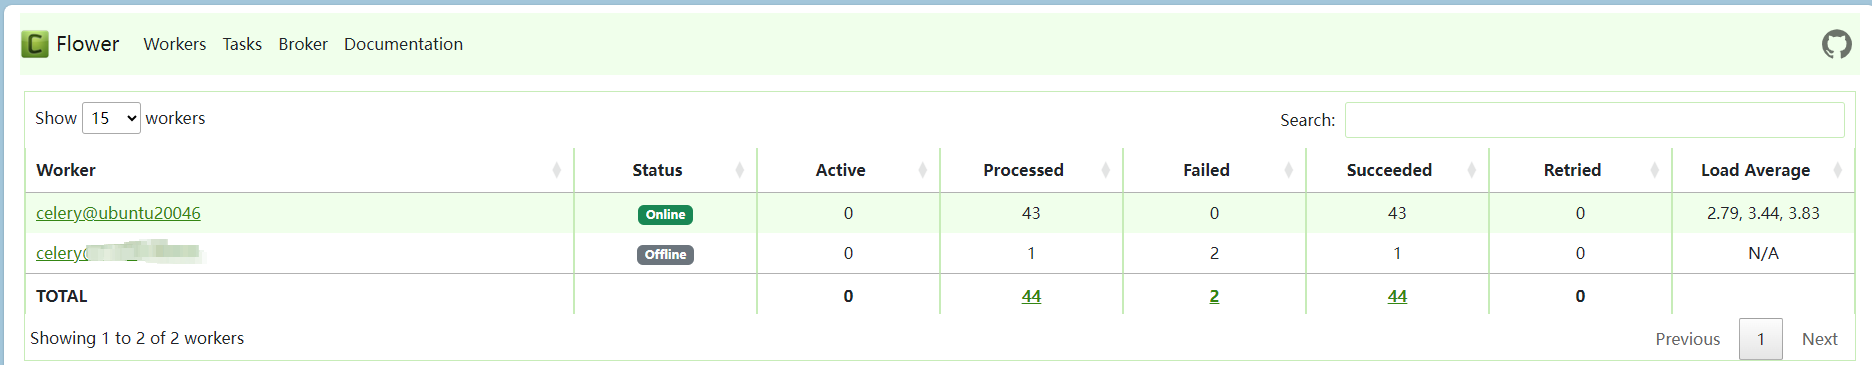 Flower Workers Tasks Broker Documentation
Show 15 workers Search:
Worker Status Active Processed Failed Succeeded Retried Load Average
celery@ubuntu20046 Online 0 43 0 43 0 2.79, 3.44, 3.83
celery@ Offline 0 1 2 1 0 N/A
TOTAL 0 44 2 44 0
Showing 1 to 2 of 2 workers Previous 1 Next